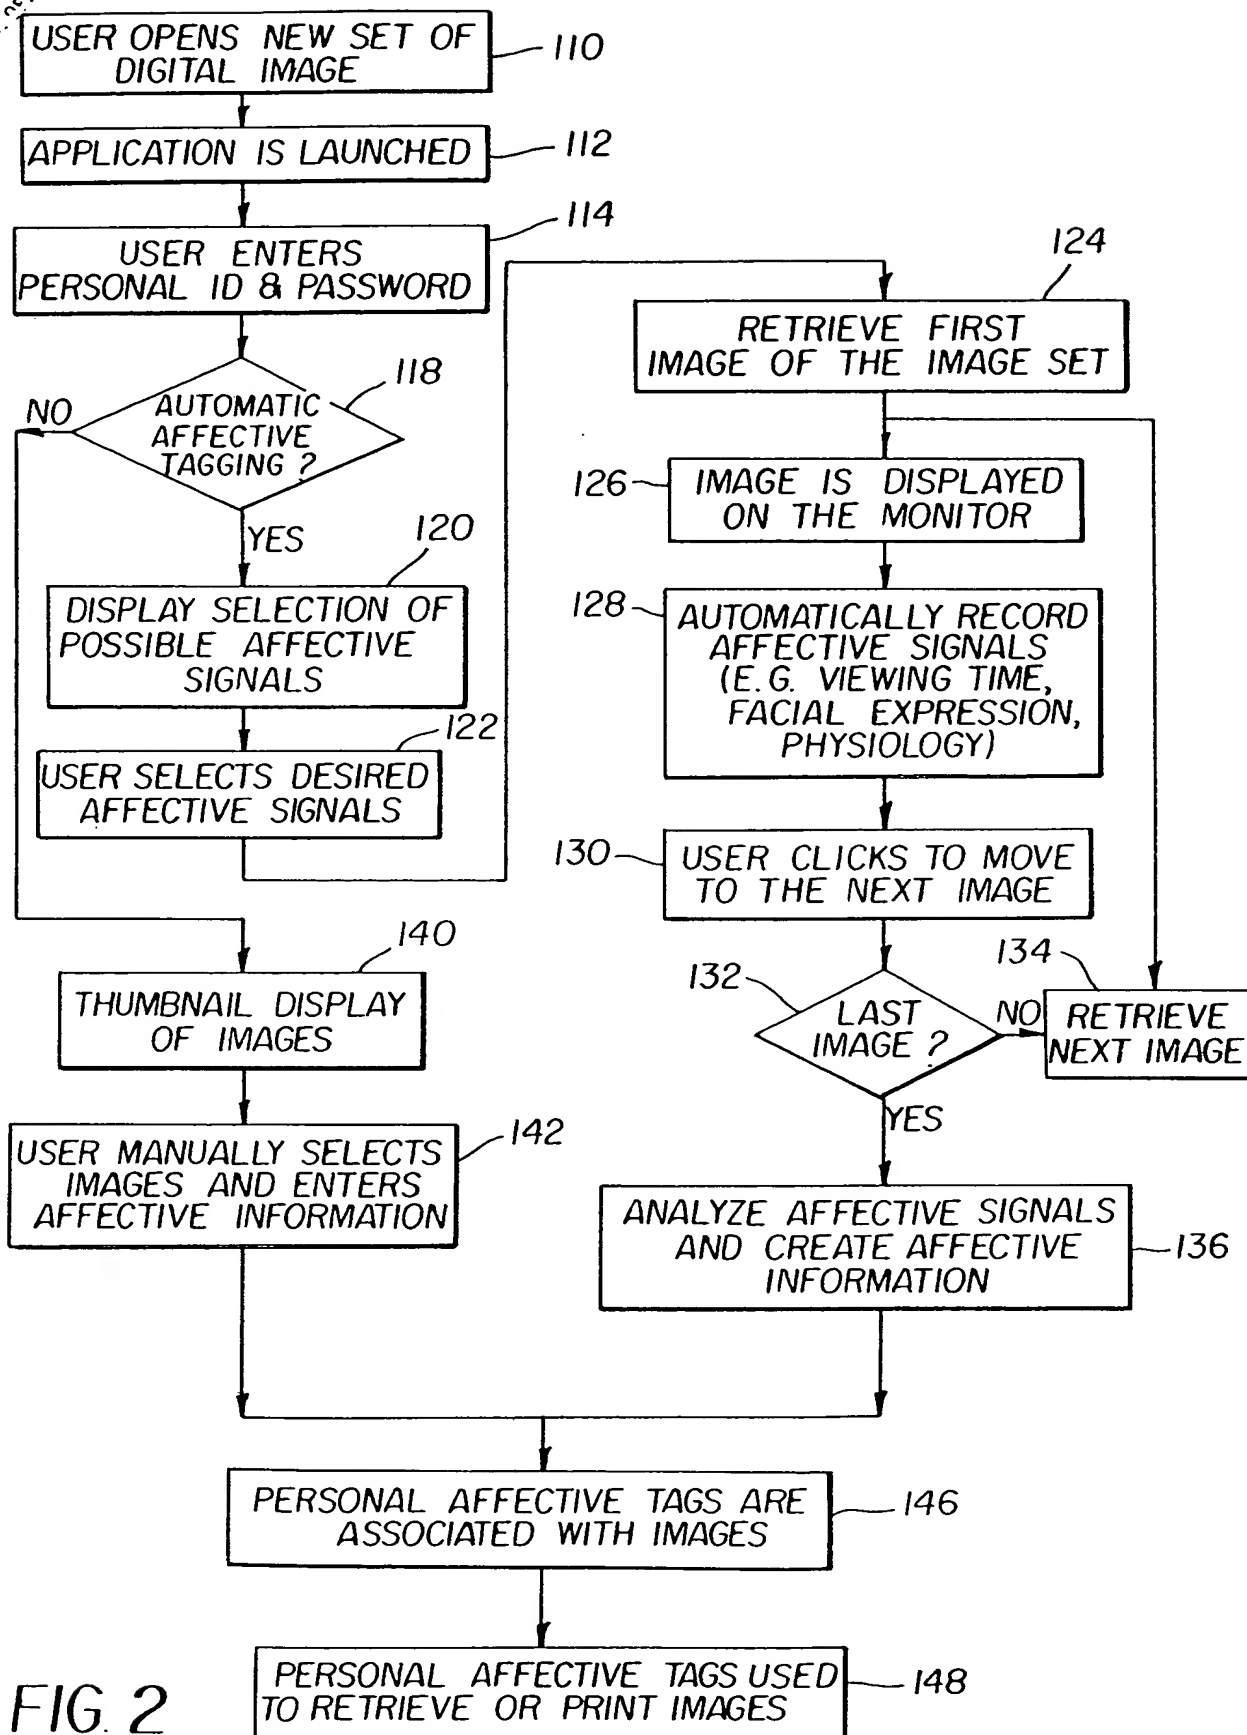 USER OPENS NEW SET OF
DIGITAL IMAGE
110
APPLICATION IS LAUNCHED
112
114
USER ENTERS
PERSONAL ID & PASSWORD
118
AUTOMATIC
AFFECTIVE
TAGGING ?
NO
YES
120
DISPLAY SELECTION OF
POSSIBLE AFFECTIVE
SIGNALS
122
USER SELECTS DESIRED
AFFECTIVE SIGNALS
124
RETRIEVE FIRST
IMAGE OF THE IMAGE SET
126
IMAGE IS DISPLAYED
ON THE MONITOR
128
AUTOMATICALLY RECORD
AFFECTIVE SIGNALS
(E.G. VIEWING TIME,
FACIAL EXPRESSION,
PHYSIOLOGY)
130
USER CLICKS TO MOVE
TO THE NEXT IMAGE
132
LAST
IMAGE ?
NO
134
RETRIEVE
NEXT IMAGE
YES
136
ANALYZE AFFECTIVE SIGNALS
AND CREATE AFFECTIVE
INFORMATION
140
THUMBNAIL DISPLAY
OF IMAGES
142
USER MANUALLY SELECTS
IMAGES AND ENTERS
AFFECTIVE INFORMATION
146
PERSONAL AFFECTIVE TAGS ARE
ASSOCIATED WITH IMAGES
148
PERSONAL AFFECTIVE TAGS USED
TO RETRIEVE OR PRINT IMAGES
FIG. 2